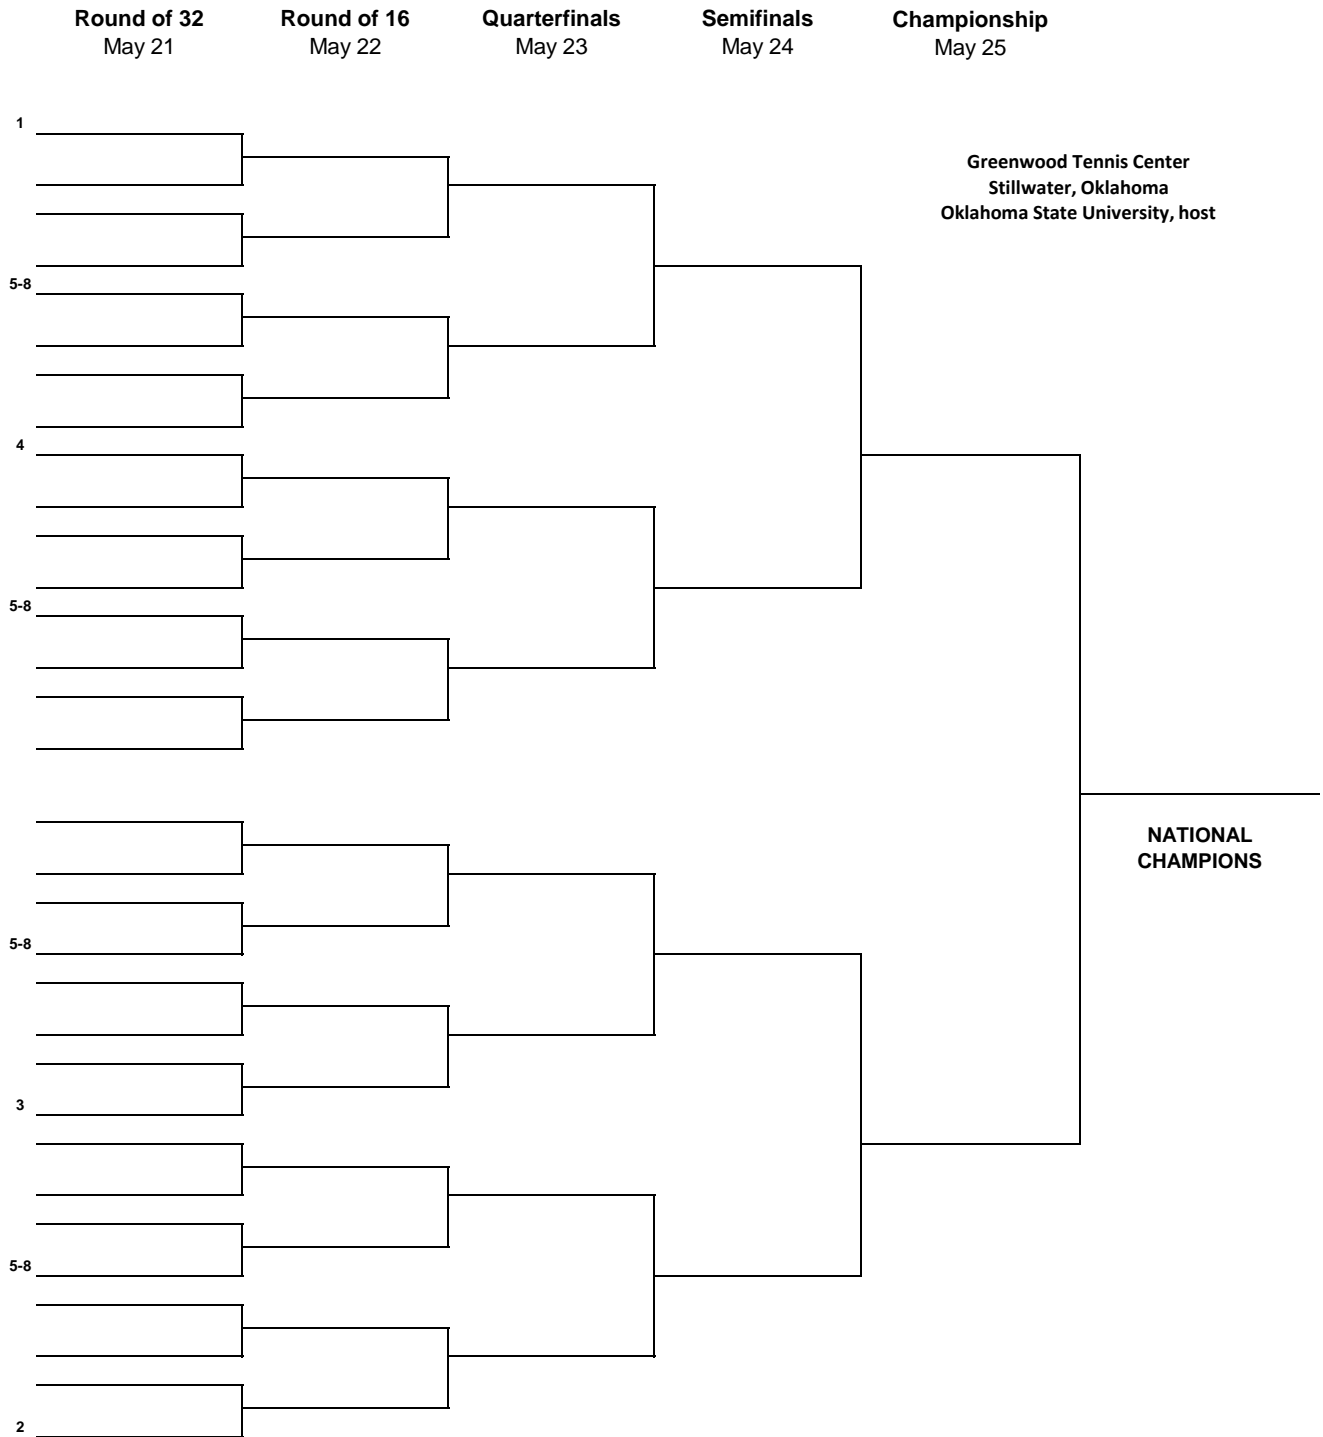 Round of 32 Round of 16 Quarterfinals Semifinals Championship
May 21 May 22 May 23 May 24 May 25
1
Greenwood Tennis Center
Stillwater, Oklahoma
Oklahoma State University, host
5-8
4
5-8
NATIONAL
CHAMPIONS
5-8
3
5-8
2